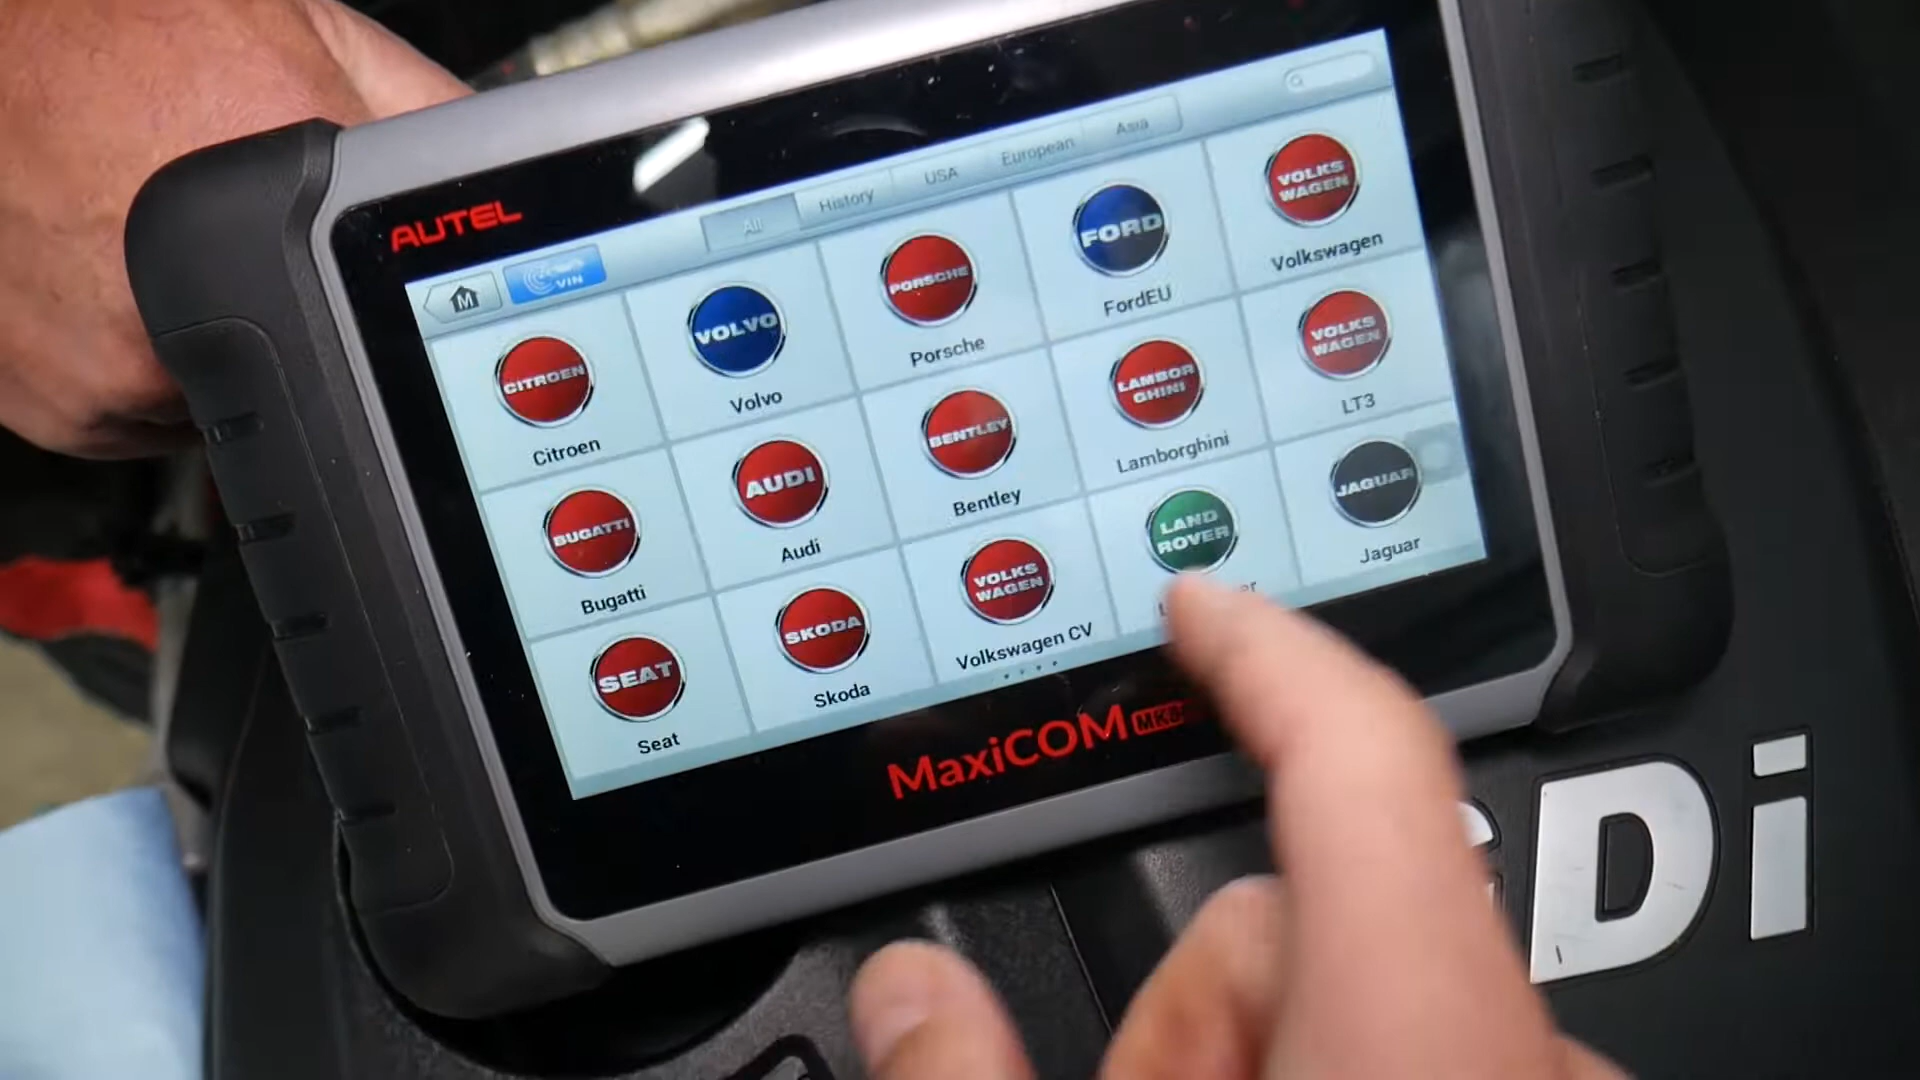 AUTEL
VIN
All
History
USA
European
Asia
CITROEN
Citroen
VOLVO
Volvo
PORSCHE
Porsche
FORD
FordEU
VOLKS
WAGEN
Volkswagen
BUGATTI
Bugatti
AUDI
Audi
BENTLEY
Bentley
LAMBOR
GHINI
Lamborghini
VOLKS
WAGEN
LT3
SEAT
Seat
SKODA
Skoda
VOLKS
WAGEN
Volkswagen CV
LAND
ROVER
JAGUAR
Jaguar
MaxiCOM
Di